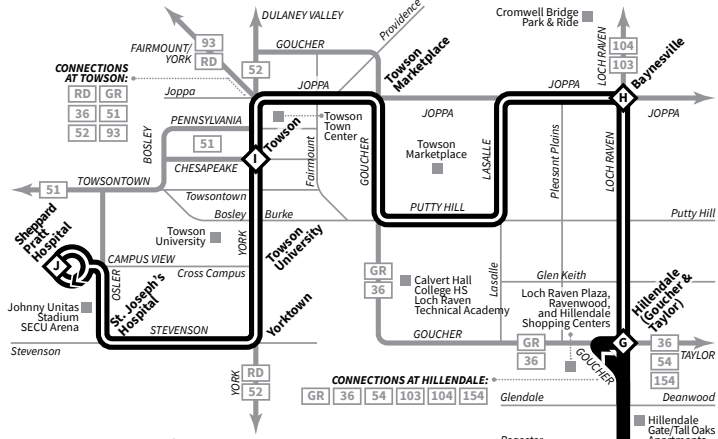 DULANEY VALLEY
Providence
Cromwell Bridge
Park & Ride
FAIRMOUNT/
YORK
93
RD
GOUCHER
52
LOCH RAVEN
104
103
Baynesville
Towson
Marketplace
CONNECTIONS
AT TOWSON:
RD GR
36 51
52 93
Joppa
JOPPA
JOPPA
JOPPA
JOPPA
H
PENNSYLVANIA
BOSLEY
51
CHESAPEAKE
Towson
I
Towson
Town
Center
Fairmount
GOUCHER
Towson
Marketplace
LASALLE
Pleasant Plains
LOCH RAVEN
51
TOWSONTOWN
Towsontown
Bosley
Burke
PUTTY HILL
Putty Hill
Sheppard
Pratt
Hospital
J
Towson
University
YORK
Towson
University
CAMPUS VIEW
Cross Campus
OSLER
St. Joseph's
Hospital
GR
36
Calvert Hall
College HS
Loch Raven
Technical Academy
Lasalle
Glen Keith
Loch Raven Plaza,
Ravenwood,
and Hillendale
Shopping Centers
Hillendale
(Goucher &
Taylor)
Johnny Unitas
Stadium
SECU Arena
STEVENSON
Stevenson
Yorktown
GOUCHER
GR
36
G
GOUCHER
36
54
154
TAYLOR
YORK
RD
52
CONNECTIONS AT HILLENDALE:
GR 36 54 103 104 154
Glendale
Deanwood
Hillendale
Gate/Tall Oaks